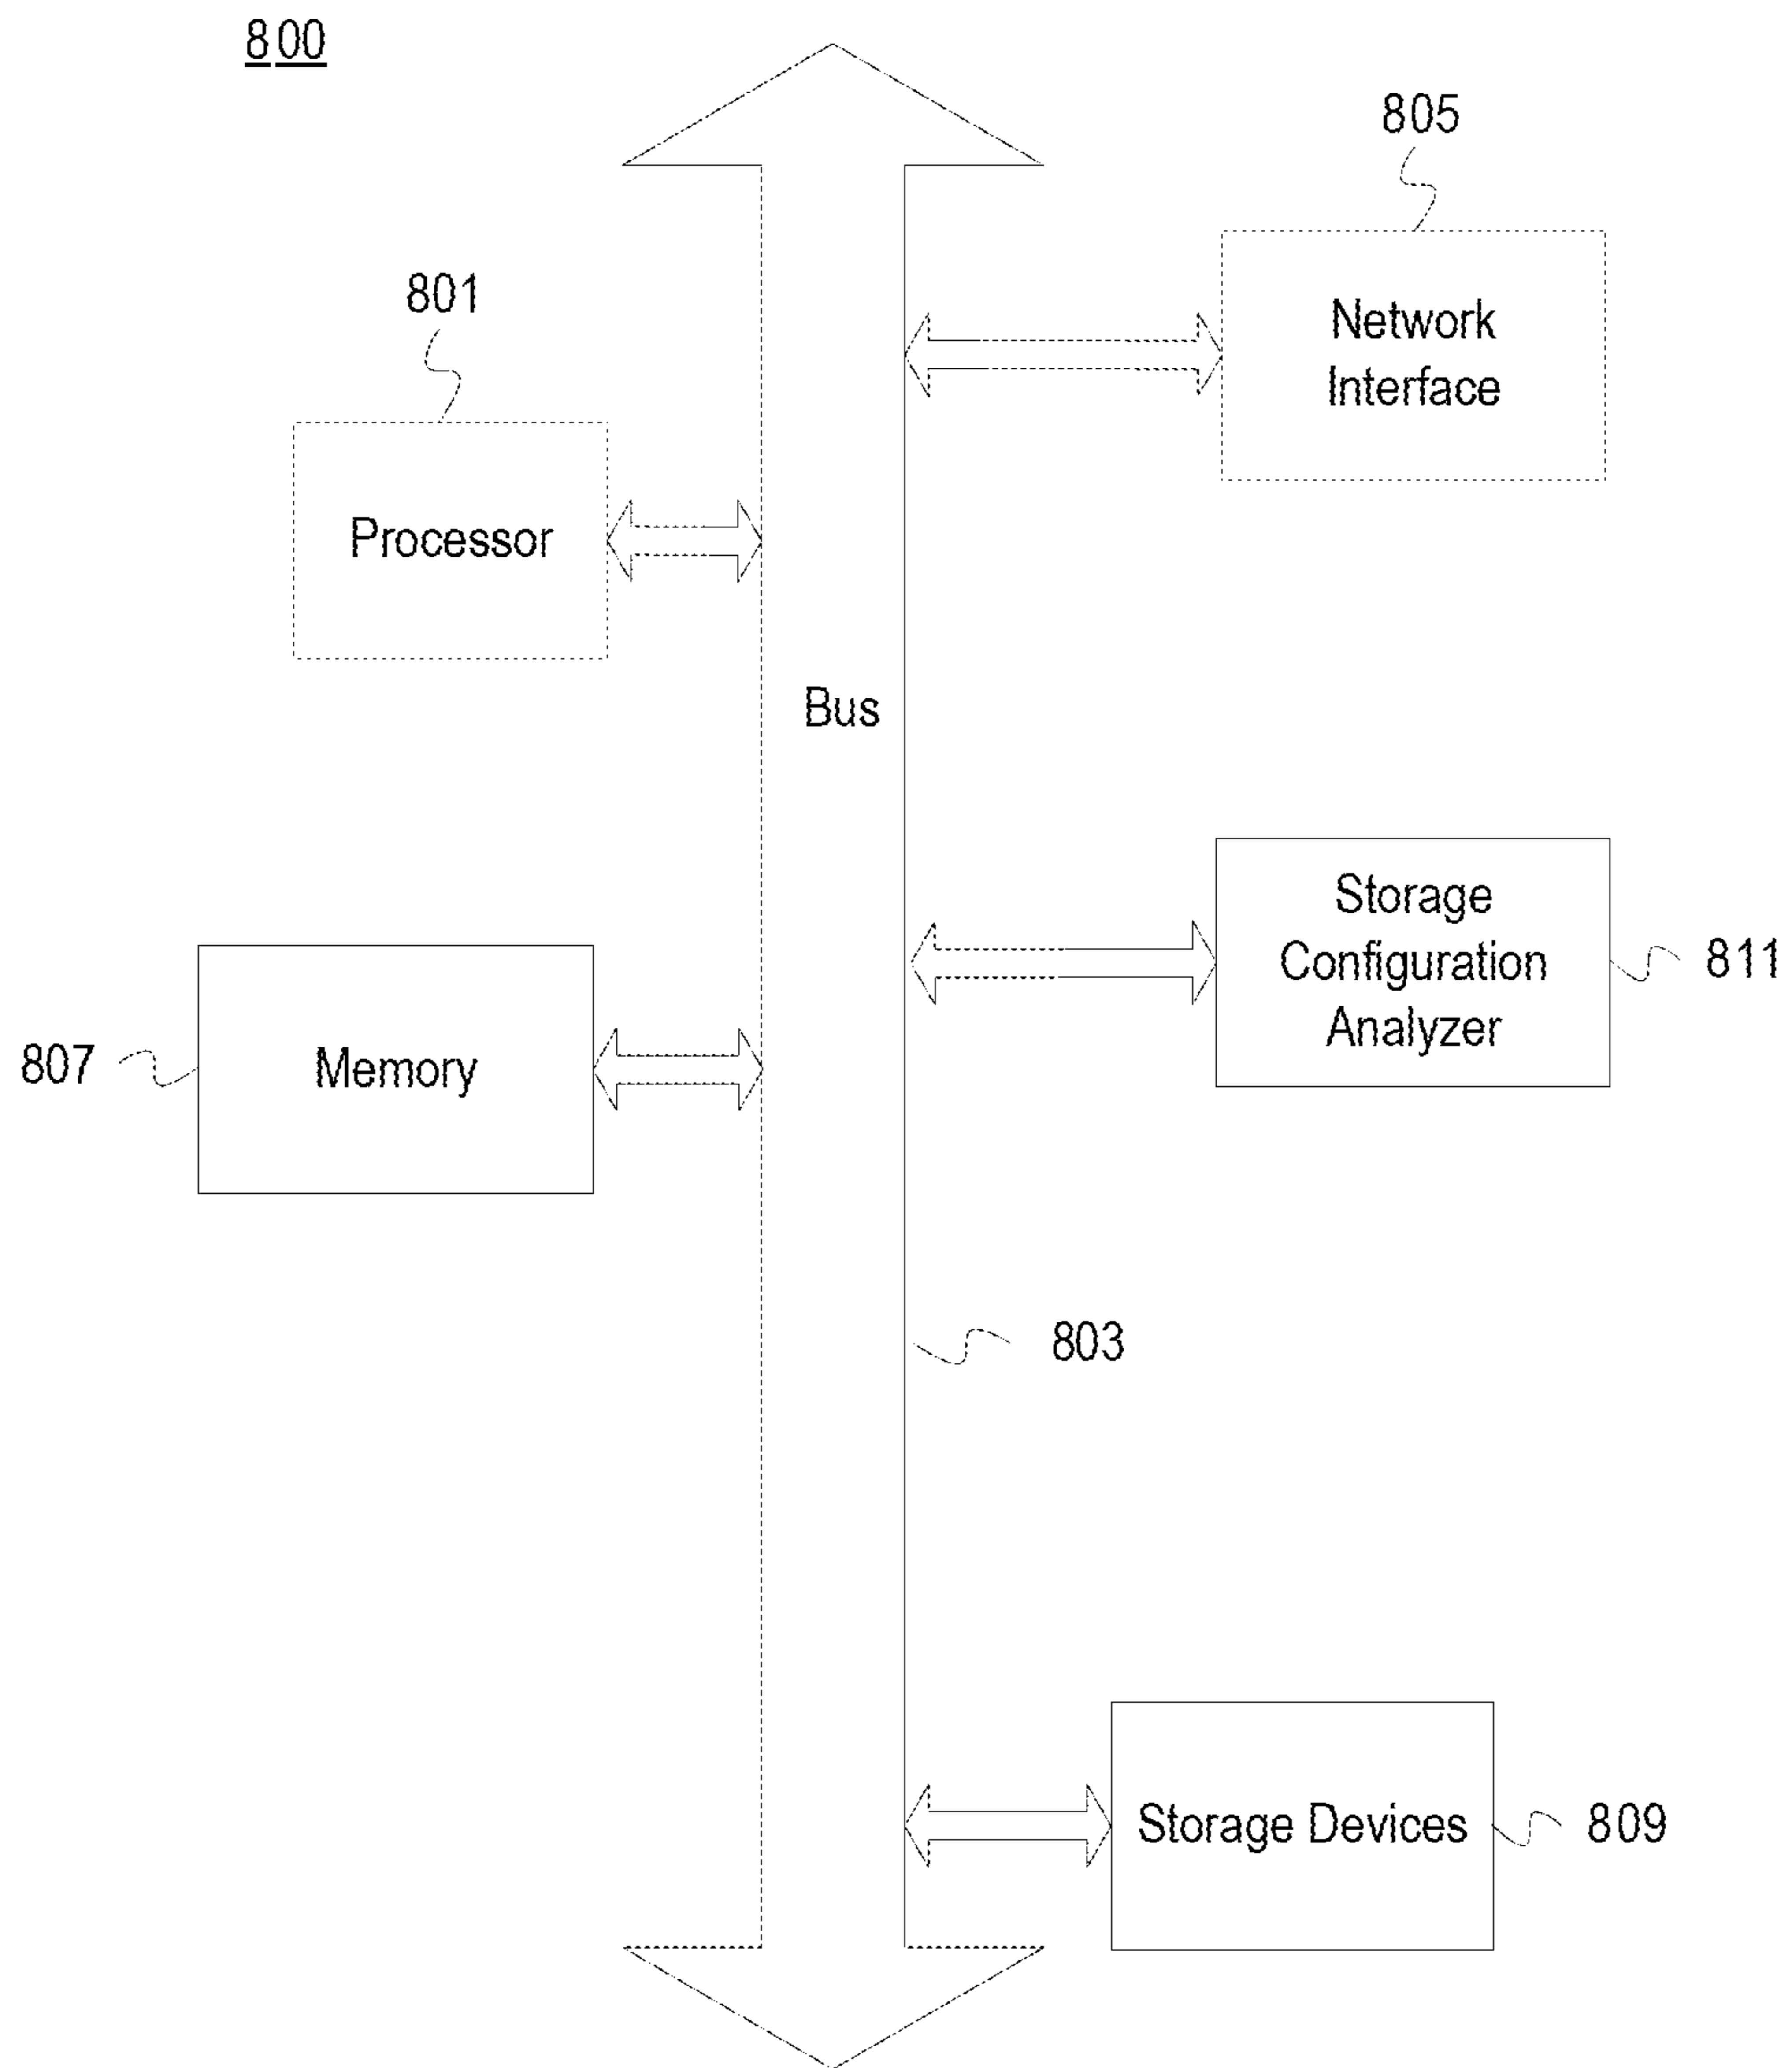 800
805
Network
Interface
801
Processor
Bus
Storage
Configuration
Analyzer
811
807
Memory
803
Storage Devices
809